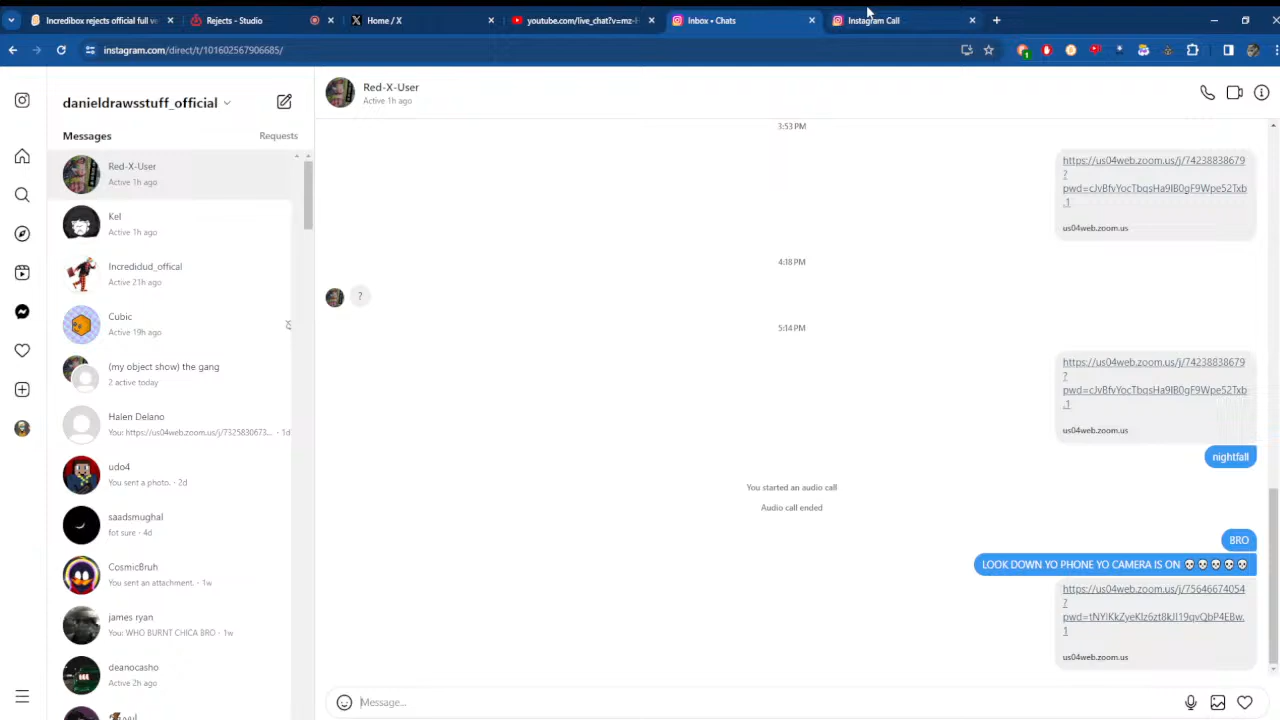 Incredibox rejects official full ve
Rejects - Studio
Home / X
youtube.com/live_chat?v=mz-
Inbox • Chats
Instagram Call
instagram.com/direct/t/101602567906685/
danieldrawsstuff_official
Messages
Requests
Red-X-User
Active 1h ago
Kel
Active 1h ago
Incredidud_offical
Active 21h ago
Cubic
Active 19h ago
(my object show) the gang
2 active today
Halen Delano
You: https://us04web.zoom.us/j/7325830673... · 1d
udo4
You sent a photo. · 2d
saadsmughal
fot sure · 4d
CosmicBruh
You sent an attachment. · 1w
james ryan
You: WHO BURNT CHICA BRO · 1w
deanocasho
Active 2h ago
Red-X-User
Active 1h ago
3:53 PM
https://us04web.zoom.us/j/74238838679
?
pwd=cJvBfvYocTbqsHa9IB0gF9Wpe52Txb
.1
us04web.zoom.us
4:18 PM
?
5:14 PM
https://us04web.zoom.us/j/74238838679
?
pwd=cJvBfvYocTbqsHa9IB0gF9Wpe52Txb
.1
us04web.zoom.us
nightfall
You started an audio call
Audio call ended
BRO
LOOK DOWN YO PHONE YO CAMERA IS ON 💀💀💀💀💀
https://us04web.zoom.us/j/75646674054
?
pwd=tNYIKkZyeKlz6zt8kJI19qvQbP4EBw.
1
us04web.zoom.us
Message...